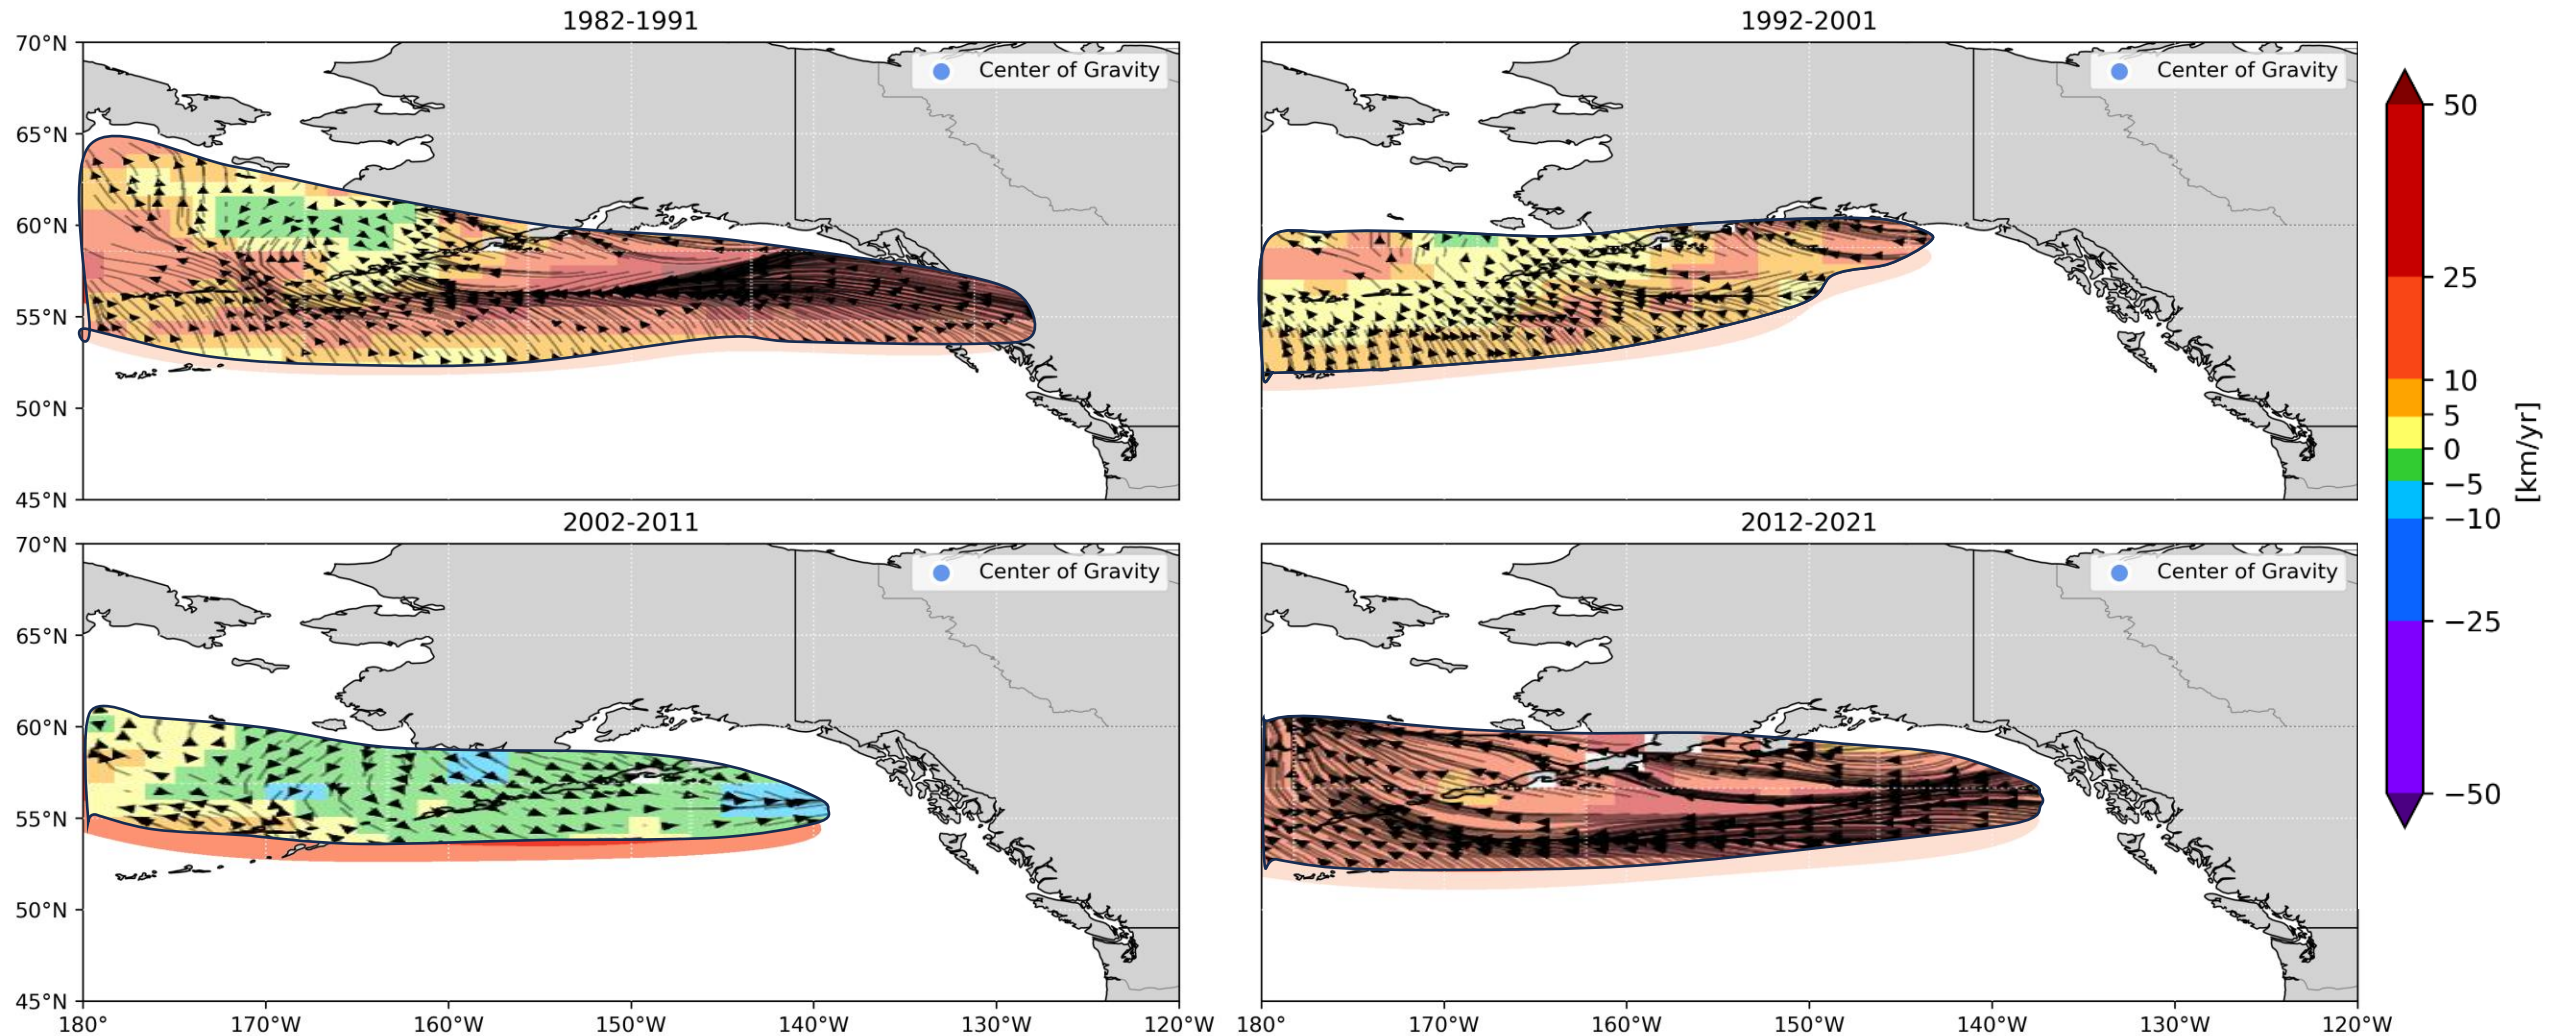 1982-1991
1992-2001
70°N
65°N
60°N
55°N
50°N
45°N
Center of Gravity
Center of Gravity
50
25
10
5
0
−5
−10
−25
−50
[km/yr]
2002-2011
2012-2021
70°N
65°N
60°N
55°N
50°N
45°N
Center of Gravity
Center of Gravity
180° 170°W 160°W 150°W 140°W 130°W 120°W
180° 170°W 160°W 150°W 140°W 130°W 120°W